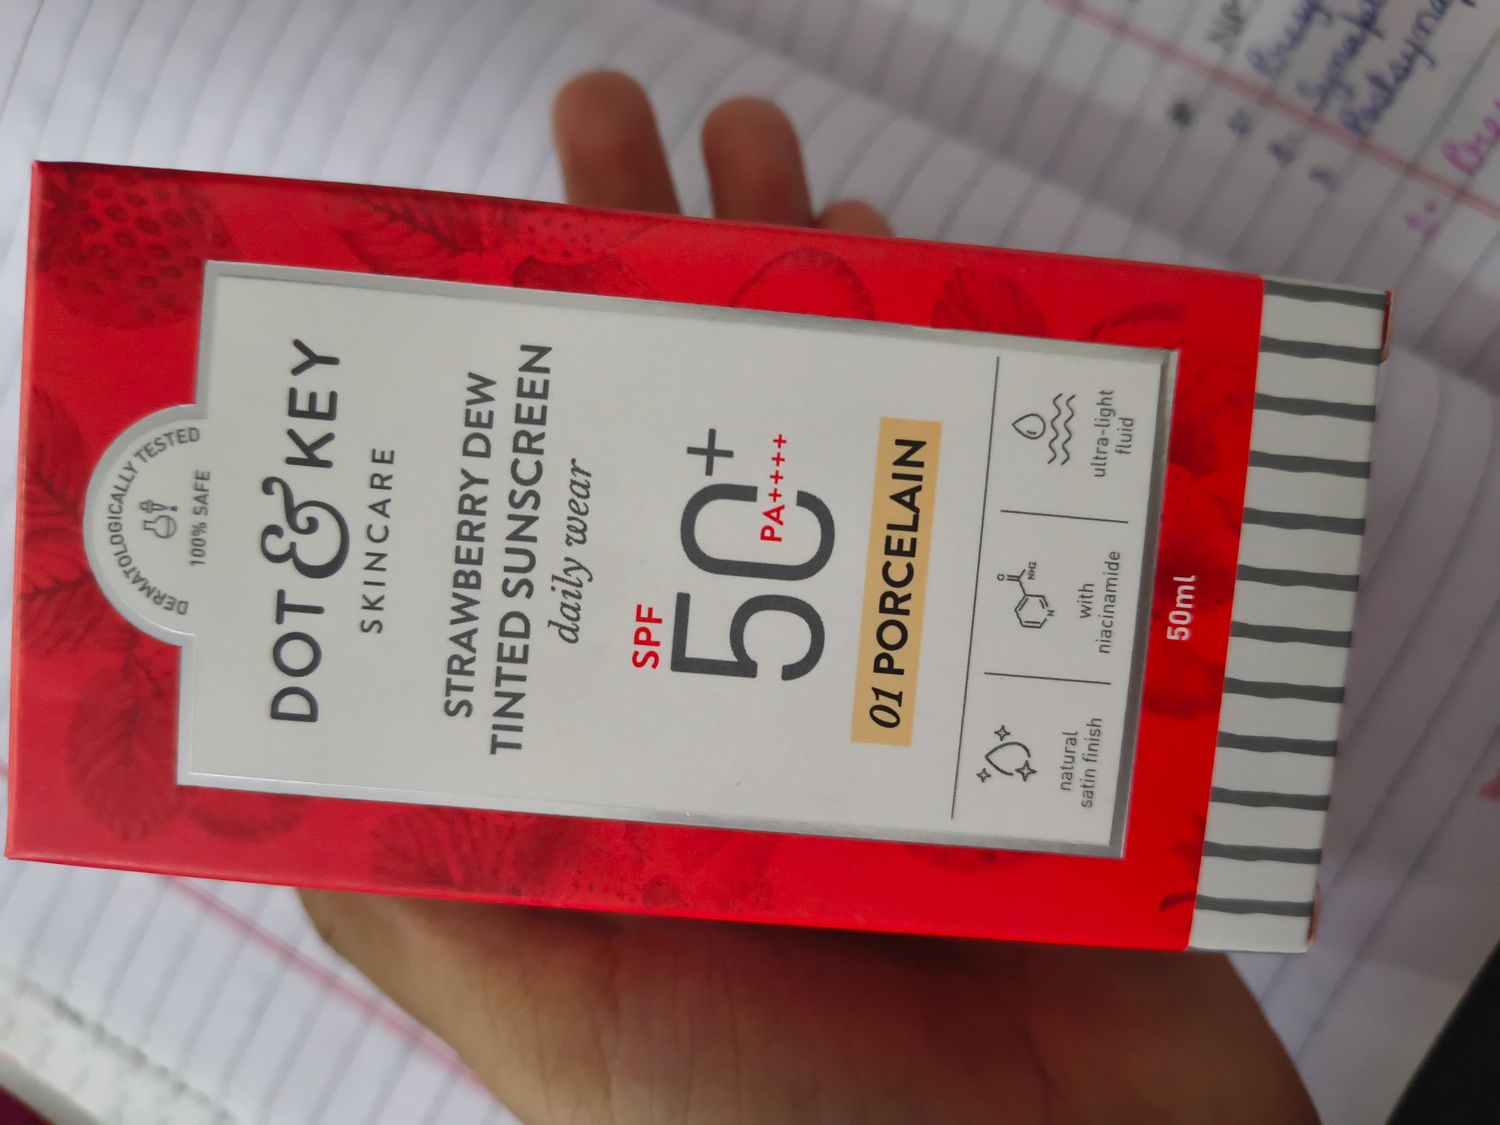 DERMATOLOGICALLY TESTED
100% SAFE
DOT & KEY
SKINCARE
STRAWBERRY DEW
TINTED SUNSCREEN
daily wear
SPF
50+
PA++++
01 PORCELAIN
natural
satin finish
with
niacinamide
ultra-light
fluid
50ml